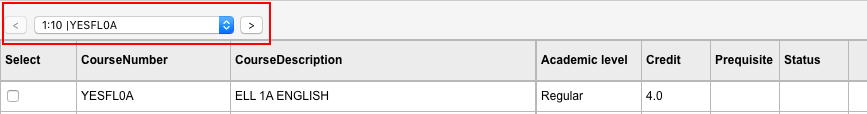 < 1:10 |YESFL0A >
Select CourseNumber CourseDescription Academic level Credit Prequisite Status
YESFL0A ELL 1A ENGLISH Regular 4.0